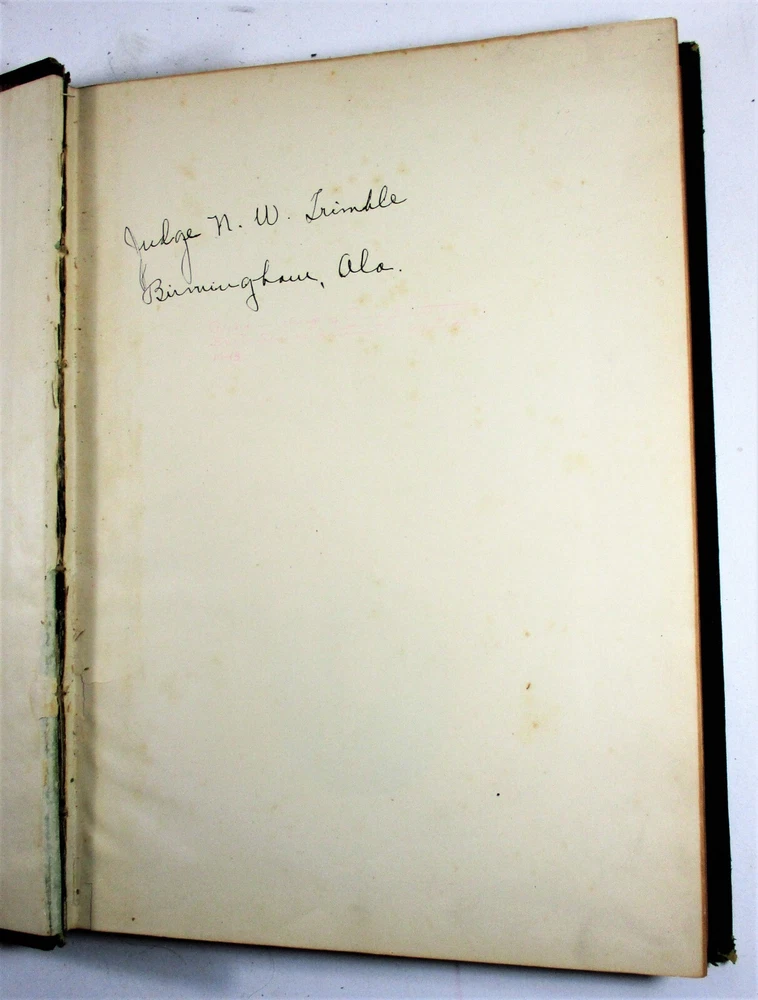 Judge N. W. Trimble
Birmingham, Ala.